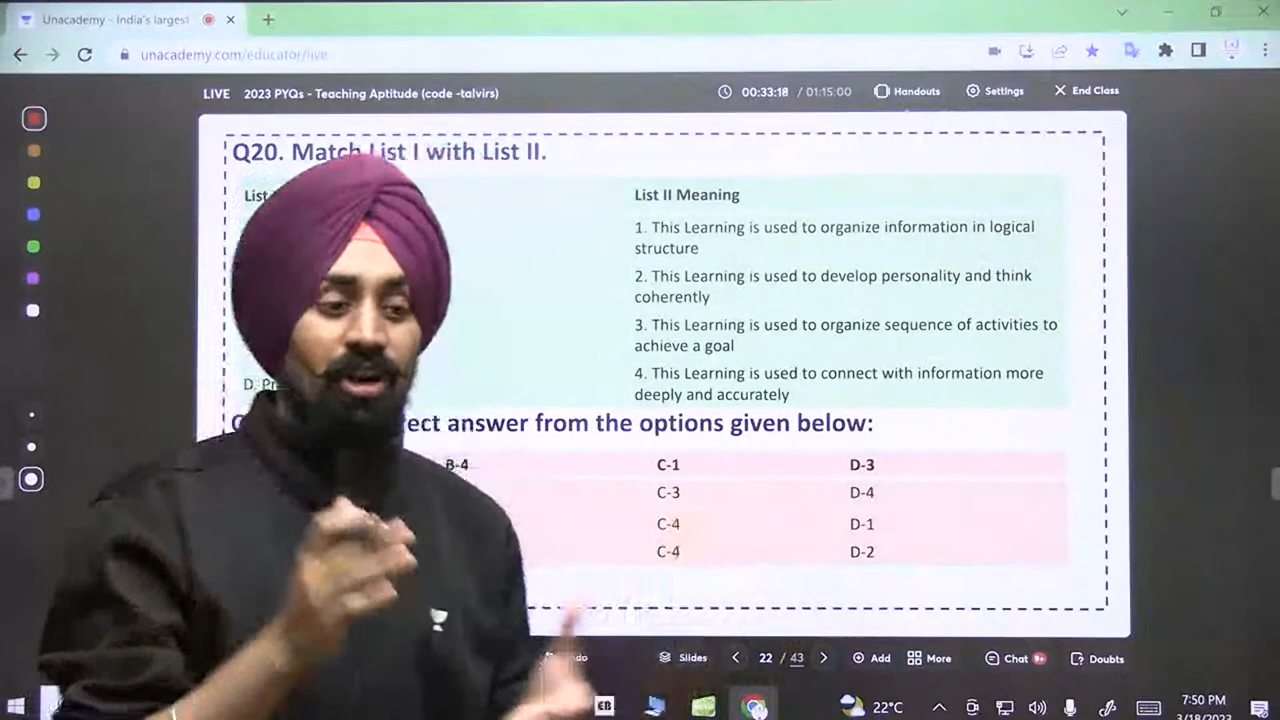 Unacademy - India's largest
unacademy.com/educator/live
LIVE 2023 PYQs - Teaching Aptitude (code -talvirs) 00:33:18 / 01:15:00 Handouts Settings End Class
Q20. Match List I with List II.
List
List II Meaning
1. This Learning is used to organize information in logical
structure
2. This Learning is used to develop personality and think
coherently
3. This Learning is used to organize sequence of activities to
achieve a goal
D.
4. This Learning is used to connect with information more
deeply and accurately
answer from the options given below:
B-4 C-1 D-3
C-3 D-4
C-4 D-1
C-4 D-2
Slides 22 / 43 Add More Chat 9+ Doubts
22°C
7:50 PM
3/18/2023